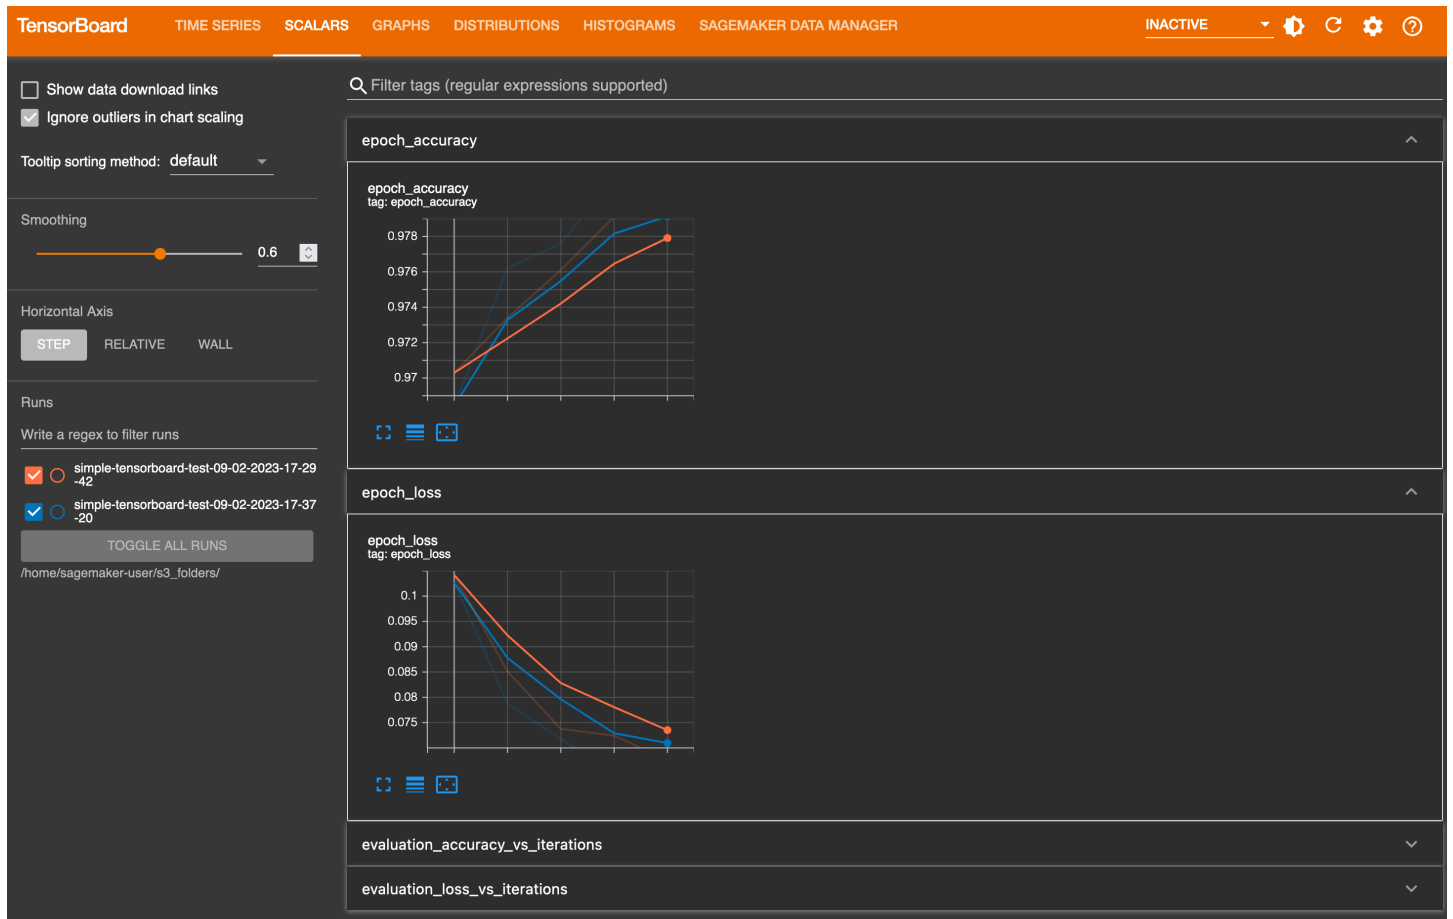 TensorBoard TIME SERIES SCALARS GRAPHS DISTRIBUTIONS HISTOGRAMS SAGEMAKER DATA MANAGER INACTIVE
Show data download links
Ignore outliers in chart scaling
Tooltip sorting method: default
Smoothing
0.6
Horizontal Axis
STEP RELATIVE WALL
Runs
Write a regex to filter runs
simple-tensorboard-test-09-02-2023-17-29
-42
simple-tensorboard-test-09-02-2023-17-37
-20
TOGGLE ALL RUNS
/home/sagemaker-user/s3_folders/
Filter tags (regular expressions supported)
epoch_accuracy
epoch_accuracy
tag: epoch_accuracy
0.978
0.976
0.974
0.972
0.97
epoch_loss
epoch_loss
tag: epoch_loss
0.1
0.095
0.09
0.085
0.08
0.075
evaluation_accuracy_vs_iterations
evaluation_loss_vs_iterations